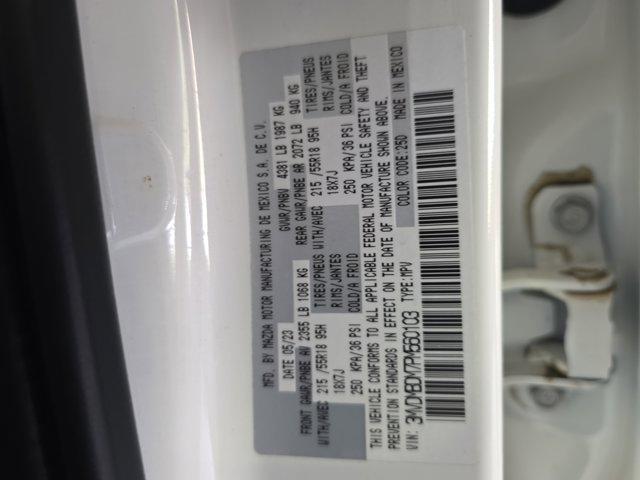 MFD. BY MAZDA MOTOR MANUFACTURING DE MEXICO S.A. DE C.V.
DATE 05/23 GVWR/PNBV 4381 LB 1987 KG
FRONT GAWR/PNBE AV 2355 LB 1068 KG REAR GAWR/PNBE AR 2072 LB 940 KG
WITH/AVEC 215 /55R18 95H TIRES/PNEUS WITH/AVEC 215 /55R18 95H TIRES/PNEUS
18X7J RIMS/JANTES 18X7J RIMS/JANTES
250 KPA/36 PSI COLD/A FROID 250 KPA/36 PSI COLD/A FROID
THIS VEHICLE CONFORMS TO ALL APPLICABLE FEDERAL MOTOR VEHICLE SAFETY AND THEFT
PREVENTION STANDARDS IN EFFECT ON THE DATE OF MANUFACTURE SHOWN ABOVE.
VIN: 3MVDMBDM7PM560103 TYPE:MPV COLOR CODE:25D MADE IN MEXICO